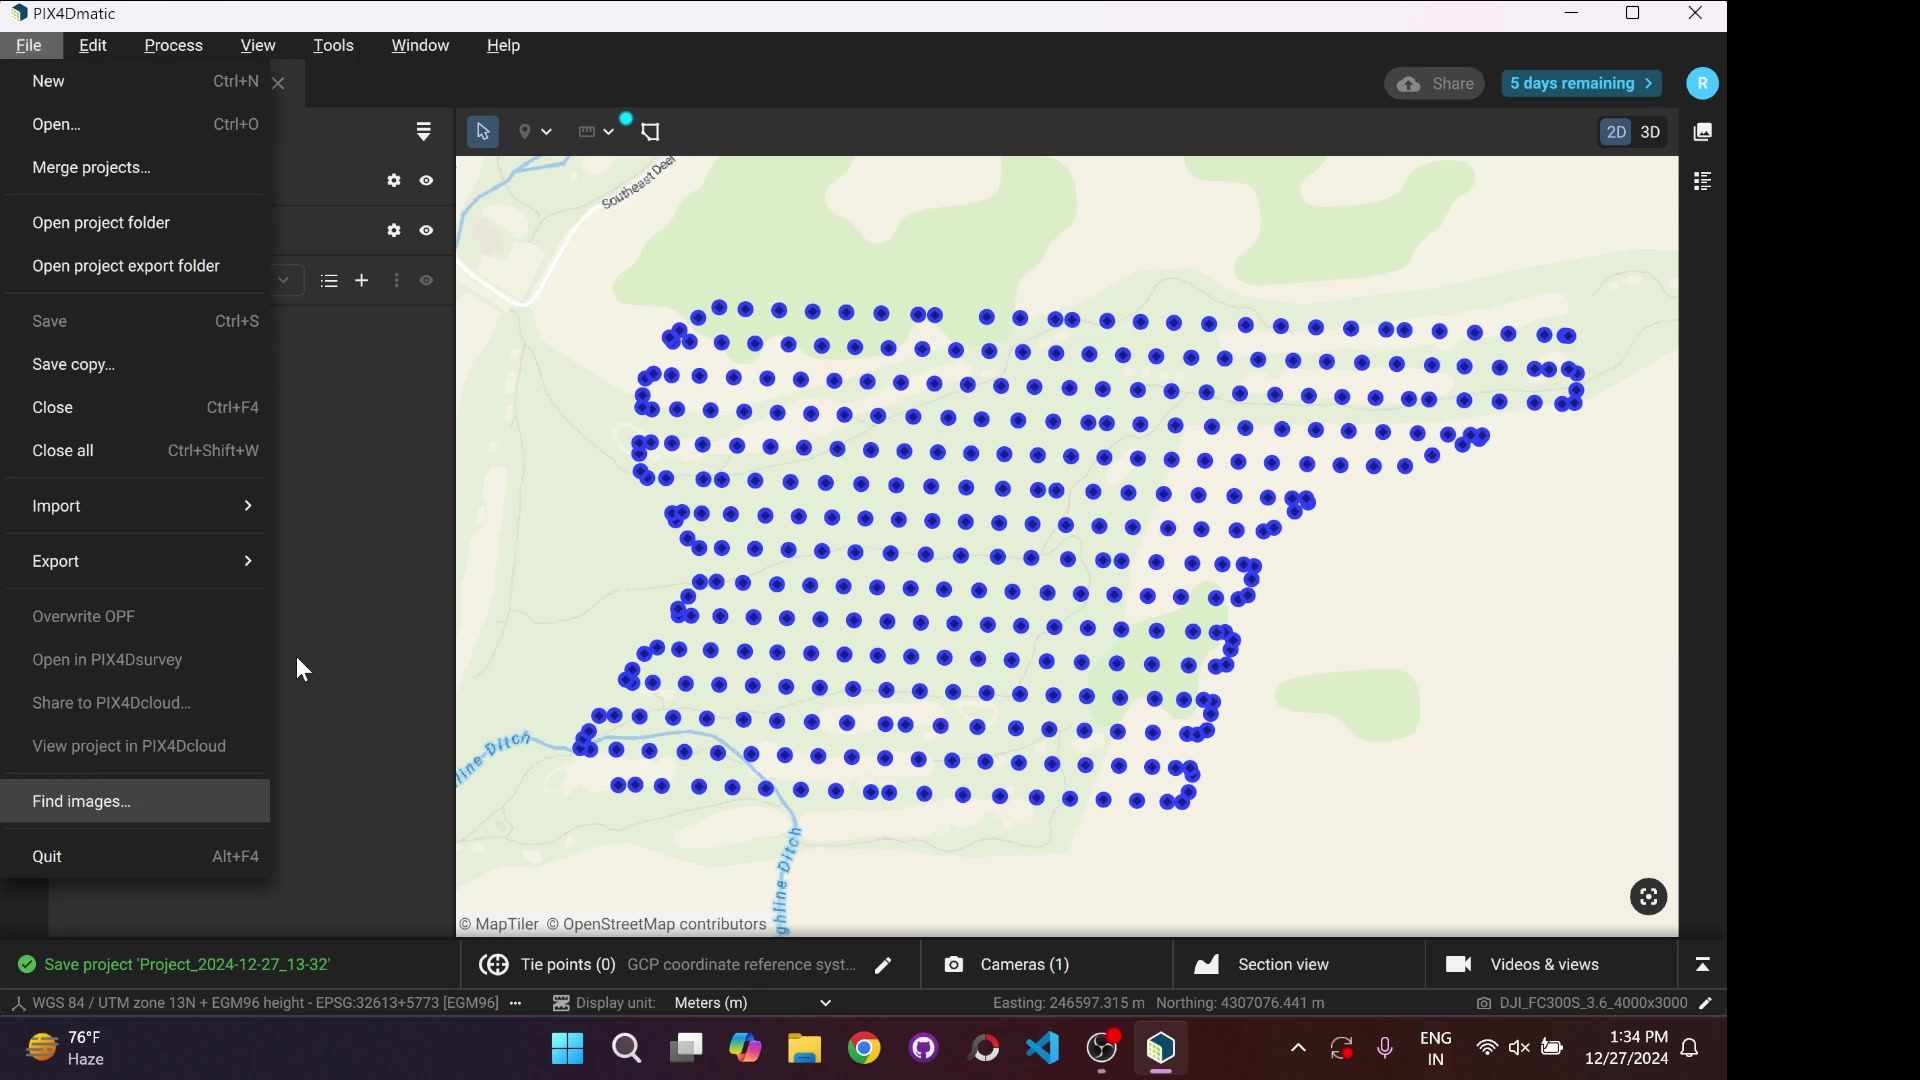 PIX4Dmatic
File Edit Process View Tools Window Help
New Ctrl+N
Share 5 days remaining R
Open... Ctrl+O
2D 3D
Merge projects...
Southeast Deer
Open project folder
Open project export folder
Save Ctrl+S
Save copy...
Close Ctrl+F4
Close all Ctrl+Shift+W
Import
Export
Overwrite OPF
Open in PIX4Dsurvey
Share to PIX4Dcloud...
View project in PIX4Dcloud
line-Ditch
Find images...
ghline-Ditch
Quit Alt+F4
© MapTiler © OpenStreetMap contributors
Save project 'Project_2024-12-27_13-32' Tie points (0) GCP coordinate reference syst... Cameras (1) Section view Videos & views
WGS 84 / UTM zone 13N + EGM96 height - EPSG:32613+5773 [EGM96] Display unit: Meters (m) Easting: 246597.315 m Northing: 4307076.441 m DJI_FC300S_3.6_4000x3000
76°F ENG 1:34 PM
Haze IN 12/27/2024